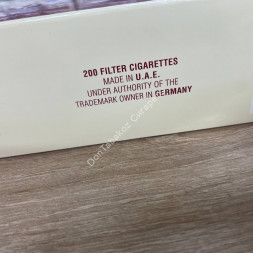 200 FILTER CIGARETTES
MADE IN U.A.E.
UNDER AUTHORITY OF THE
TRADEMARK OWNER IN GERMANY